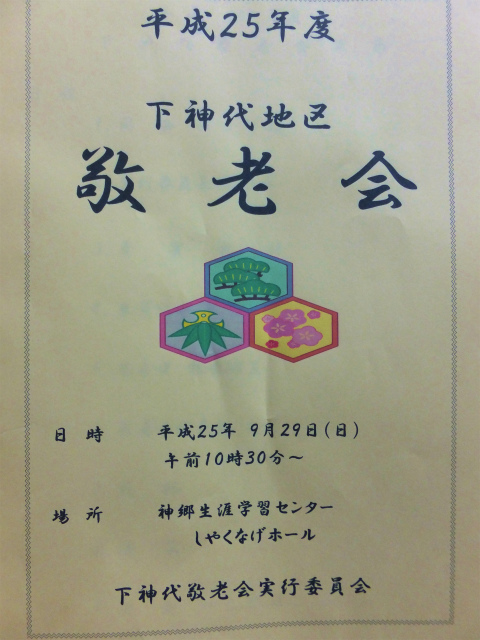 平成25年度
下神代地区
敬老会
日時 平成25年 9月29日(日)
午前10時30分～
場所 神郷生涯学習センター
しゃくなげホール
下神代敬老会実行委員会